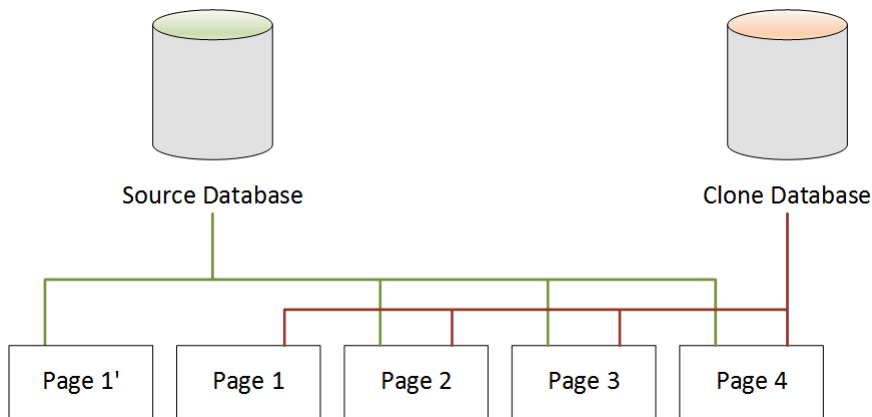 Source Database
Clone Database
Page 1'
Page 1
Page 2
Page 3
Page 4